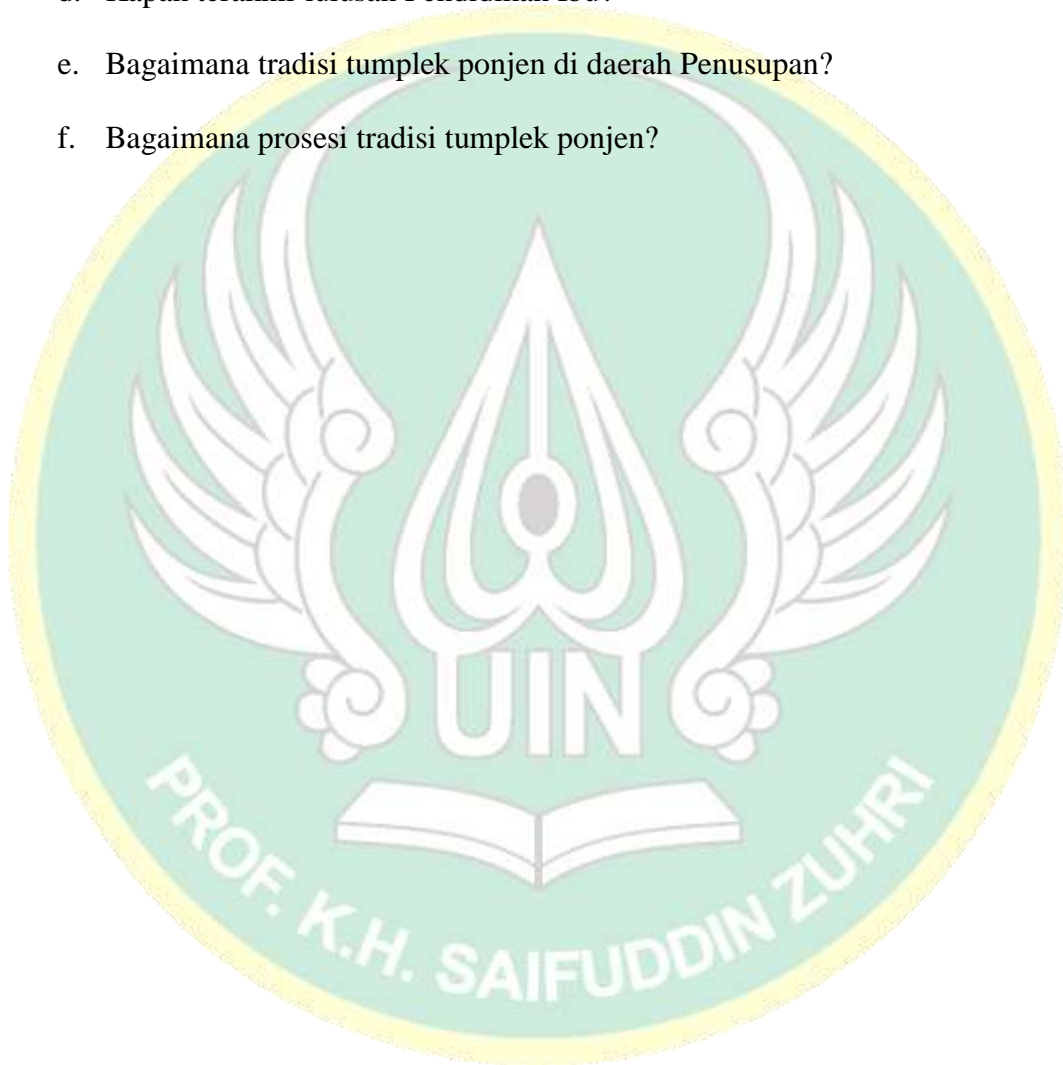 e. Bagaimana tradisi tumplek ponjen di daerah Penusupan?
f. Bagaimana prosesi tradisi tumplek ponjen?
UIN
PROF. K.H. SAIFUDDIN ZUHRI